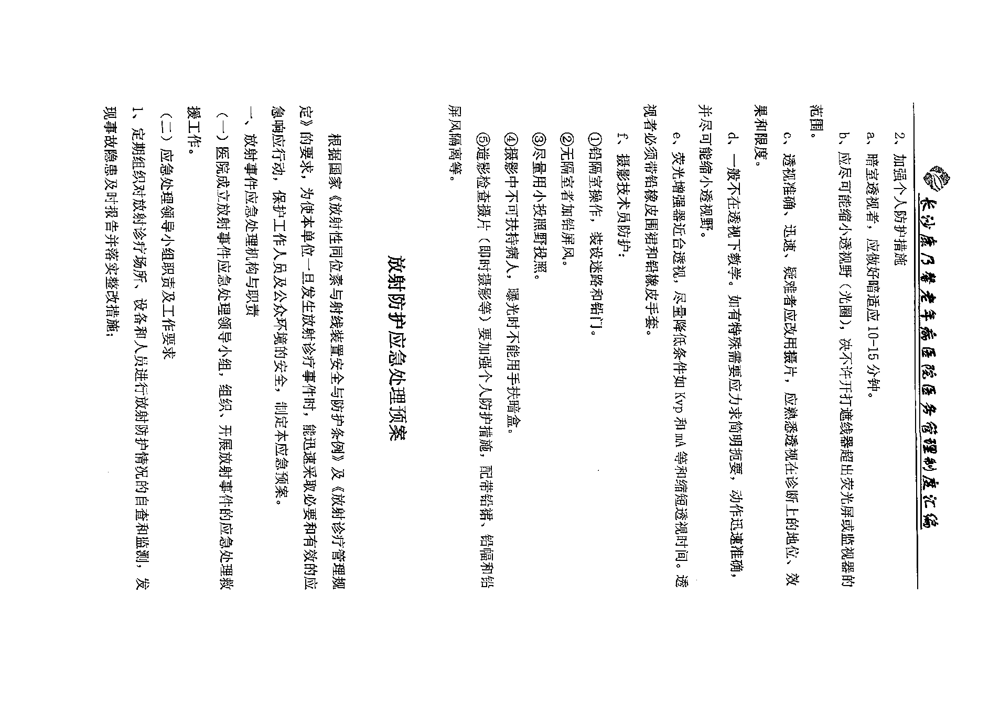 长沙康乃馨老年病医院医务管理制度汇编
2、加强个人防护措施
a、暗室透视者，应做好暗适应 10-15 分钟。
b、应尽可能缩小透视野（光圈），决不许开打遮线器超出荧光屏或监视器的
范围。
c、透视准确、迅速、疑难者应改用摄片，应熟悉透视在诊断上的地位、效
果和限度。
d、一般不在透视下教学。如有特殊需要应力求简明扼要，动作迅速准确，
并尽可能缩小透视野。
e、荧光增强器近台透视，尽量降低条件如 Kvp 和 mA 等和缩短透视时间。透
视者必须带铅橡皮围裙和铅橡皮手套。
f、摄影技术员防护：
①铅隔室操作，装设迷路和铅门。
②无隔室者加铅屏风。
③尽量用小投照野投照。
④摄影中不可扶持病人，曝光时不能用手扶暗盒。
⑤造影检查摄片（即时摄影等）要加强个人防护措施，配带铅裙、铅幅和铅
屏风隔离等。
放射防护应急处理预案
根据国家《放射性同位素与射线装置安全与防护条例》及《放射诊疗管理规
定》的要求，为使本单位一旦发生放射诊疗事件时，能迅速采取必要和有效的应
急响应行动，保护工作人员及公众环境的安全，制定本应急预案。
一、放射事件应急处理机构与职责
（一）医院成立放射事件应急处理领导小组，组织、开展放射事件的应急处理救
援工作。
（二）应急处理领导小组职责及工作要求
1、定期组织对放射诊疗场所、设备和人员进行放射防护情况的自查和监测，发
现事故隐患及时报告并落实整改措施；